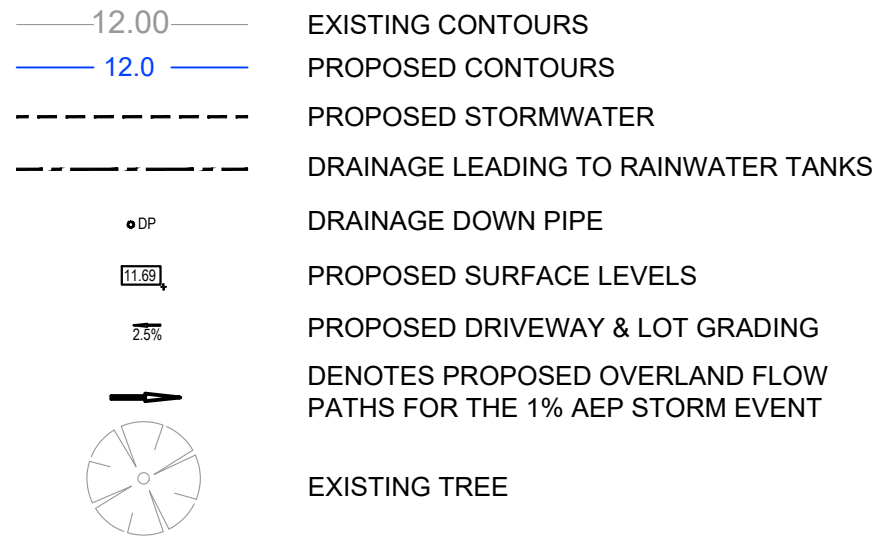 12.00 EXISTING CONTOURS
12.0 PROPOSED CONTOURS
PROPOSED STORMWATER
DRAINAGE LEADING TO RAINWATER TANKS
DP DRAINAGE DOWN PIPE
11.69 PROPOSED SURFACE LEVELS
2.5% PROPOSED DRIVEWAY & LOT GRADING
DENOTES PROPOSED OVERLAND FLOW
PATHS FOR THE 1% AEP STORM EVENT
EXISTING TREE